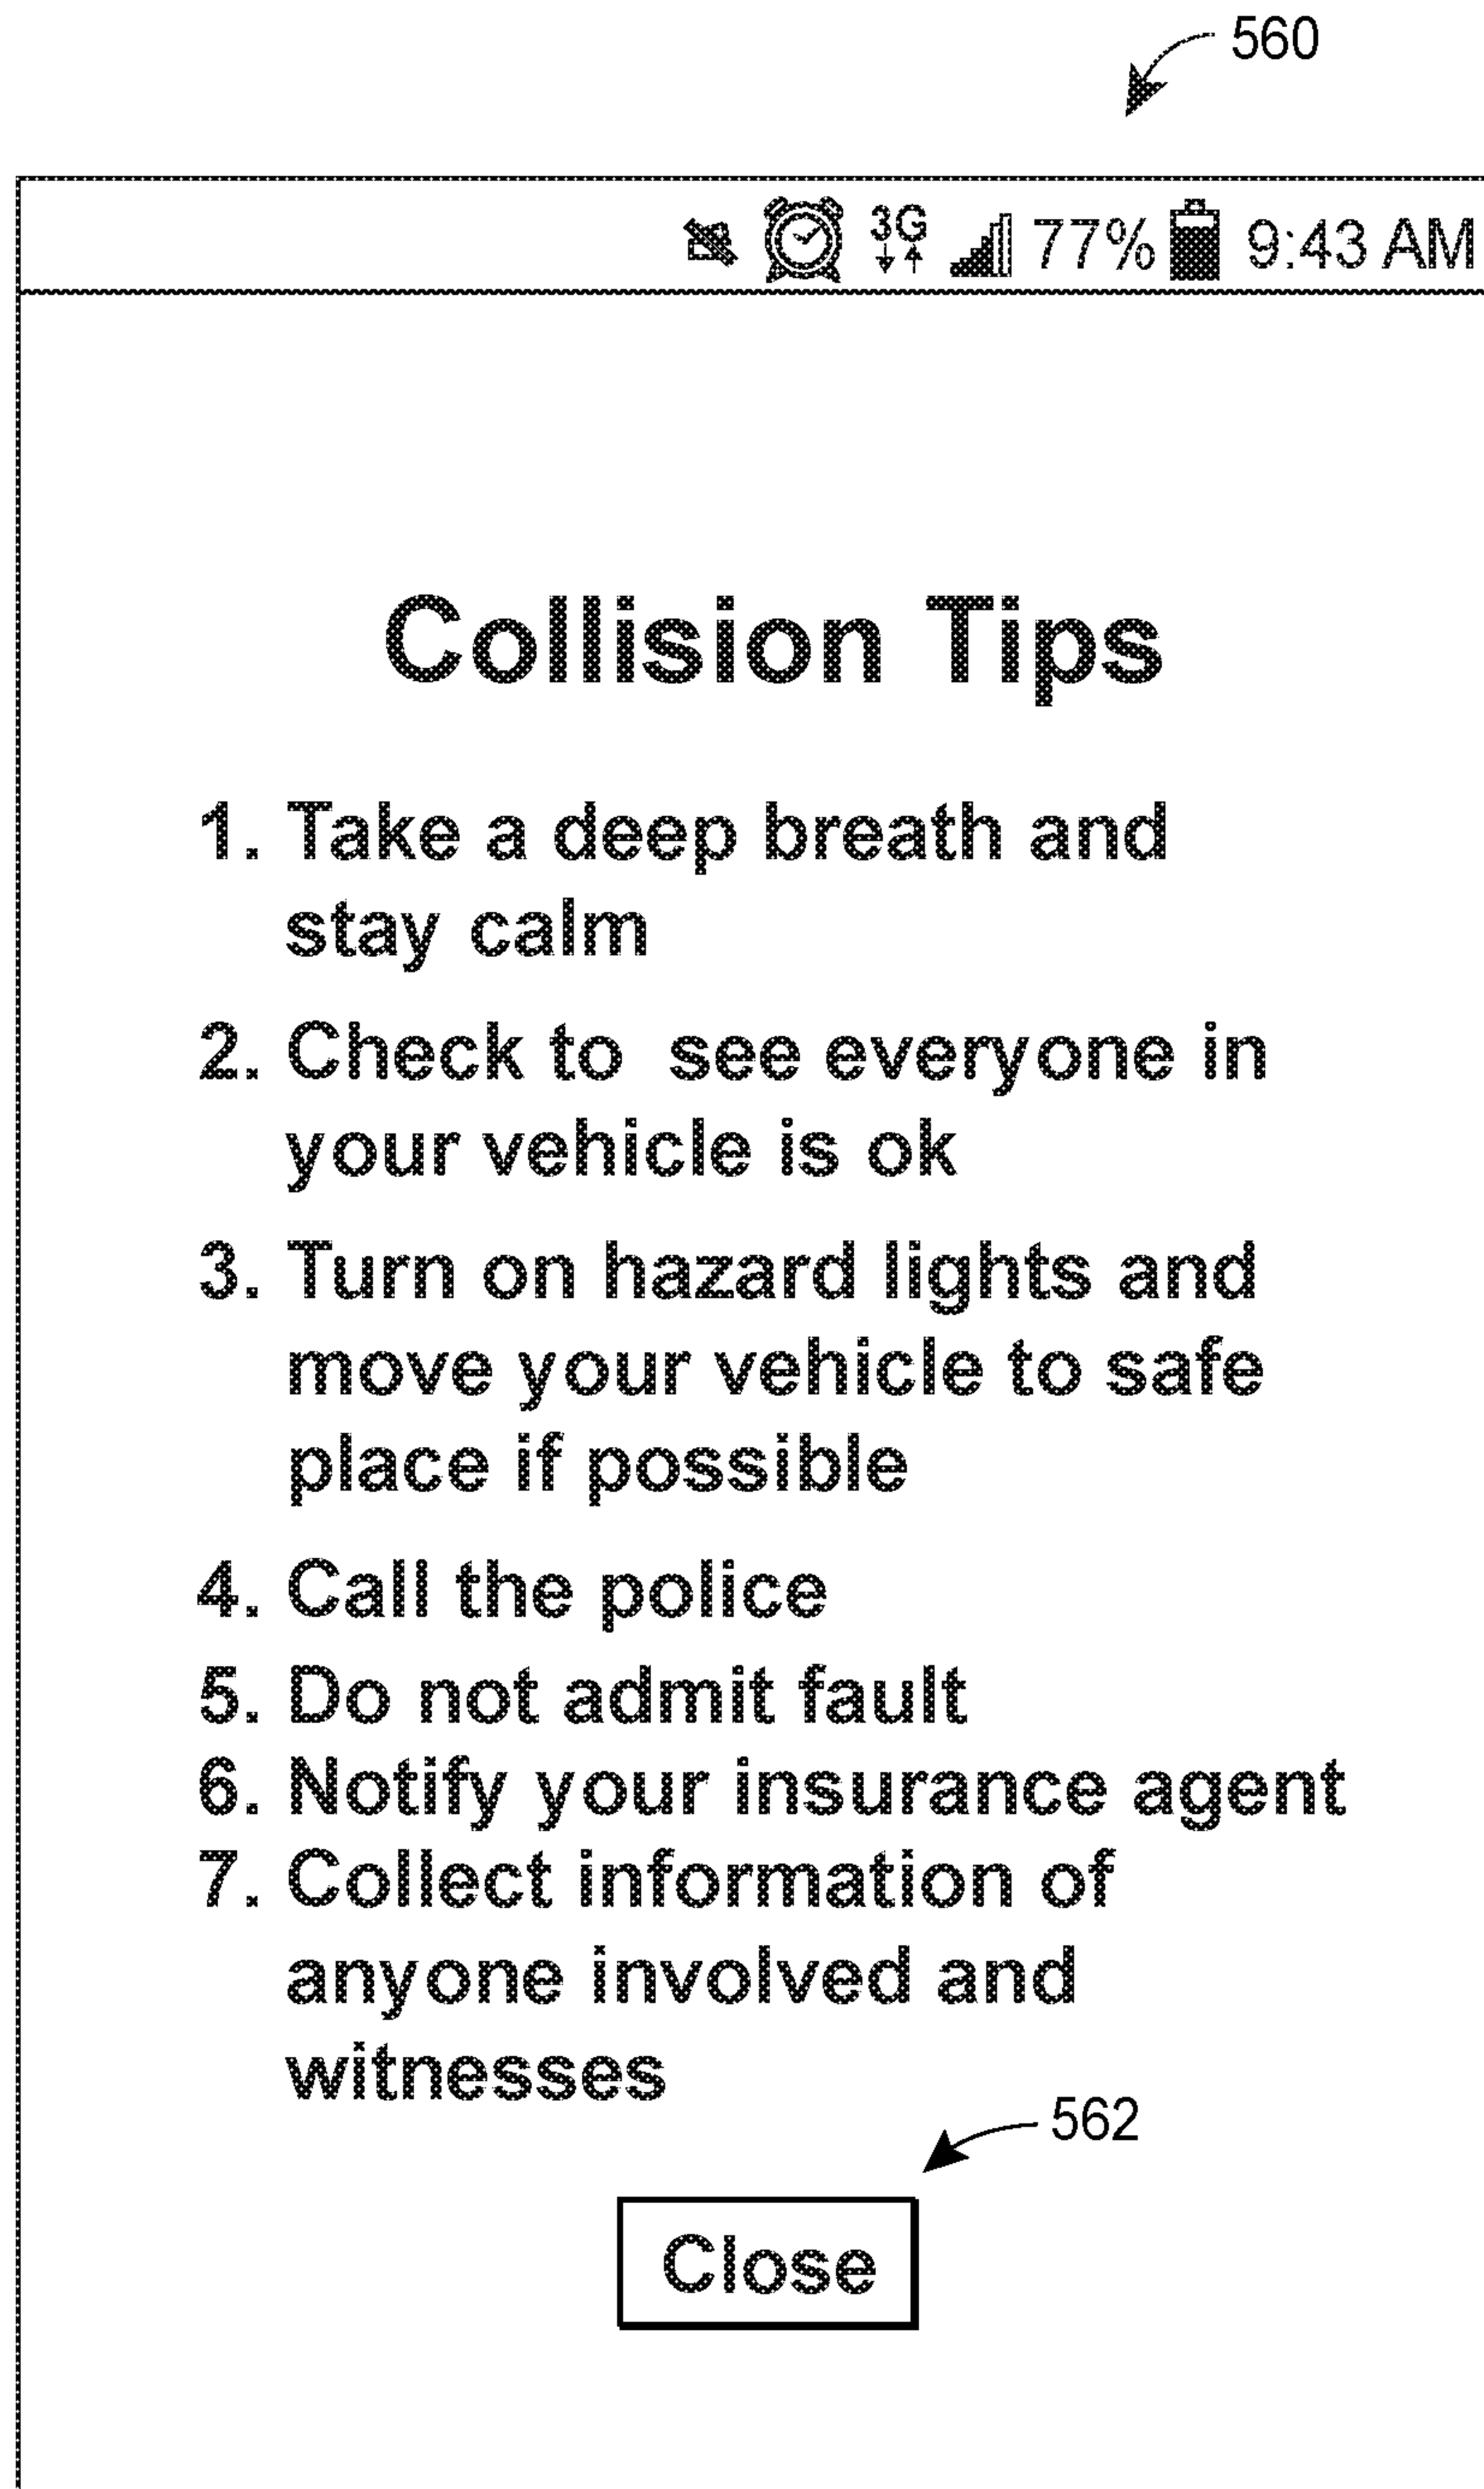 560
3G 77% 9:43 AM
Collision Tips
1. Take a deep breath and
stay calm
2. Check to see everyone in
your vehicle is ok
3. Turn on hazard lights and
move your vehicle to safe
place if possible
4. Call the police
5. Do not admit fault
6. Notify your insurance agent
7. Collect information of
anyone involved and
witnesses
562
Close